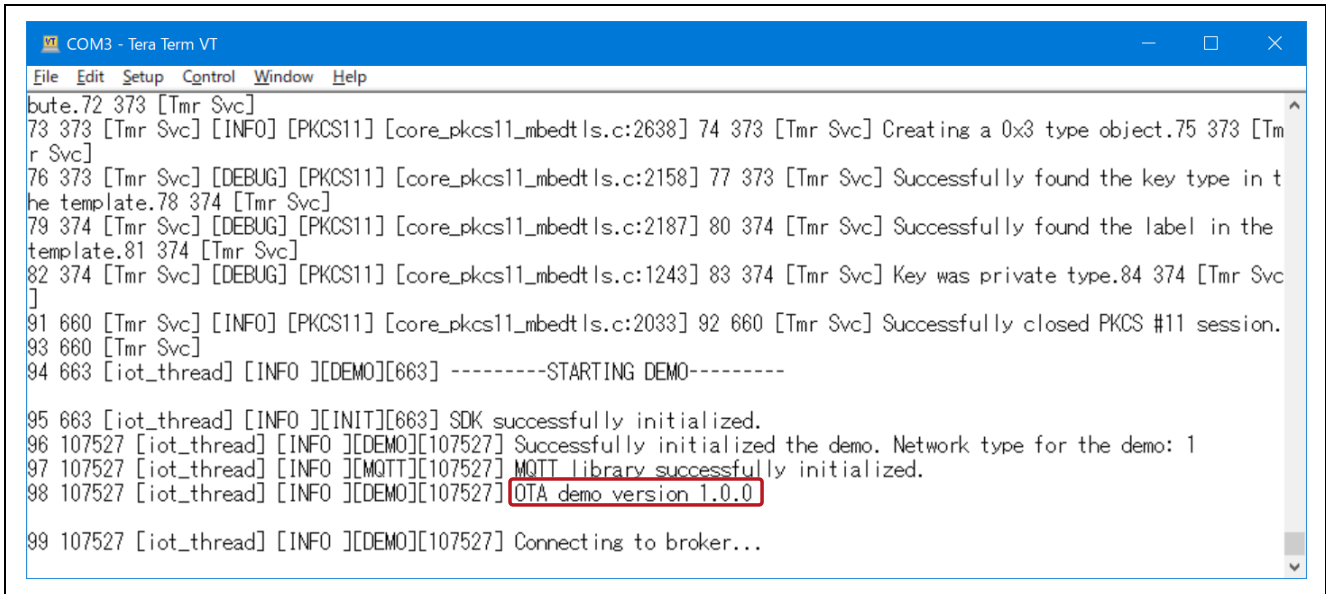 COM3 - Tera Term VT
File Edit Setup Control Window Help
bute.72 373 [Tmr Svc]
73 373 [Tmr Svc] [INFO] [PKCS11] [core_pkcs11_mbedtls.c:2638] 74 373 [Tmr Svc] Creating a 0x3 type object.75 373 [Tm
r Svc]
76 373 [Tmr Svc] [DEBUG] [PKCS11] [core_pkcs11_mbedtls.c:2158] 77 373 [Tmr Svc] Successfully found the key type in t
he template.78 374 [Tmr Svc]
79 374 [Tmr Svc] [DEBUG] [PKCS11] [core_pkcs11_mbedtls.c:2187] 80 374 [Tmr Svc] Successfully found the label in the
template.81 374 [Tmr Svc]
82 374 [Tmr Svc] [DEBUG] [PKCS11] [core_pkcs11_mbedtls.c:1243] 83 374 [Tmr Svc] Key was private type.84 374 [Tmr Svc
]
91 660 [Tmr Svc] [INFO] [PKCS11] [core_pkcs11_mbedtls.c:2033] 92 660 [Tmr Svc] Successfully closed PKCS #11 session.
93 660 [Tmr Svc]
94 663 [iot_thread] [INFO ][DEMO][663] ---------STARTING DEMO---------
95 663 [iot_thread] [INFO ][INIT][663] SDK successfully initialized.
96 107527 [iot_thread] [INFO ][DEMO][107527] Successfully initialized the demo. Network type for the demo: 1
97 107527 [iot_thread] [INFO ][MQTT][107527] MQTT library successfully initialized.
98 107527 [iot_thread] [INFO ][DEMO][107527] OTA demo version 1.0.0
99 107527 [iot_thread] [INFO ][DEMO][107527] Connecting to broker...